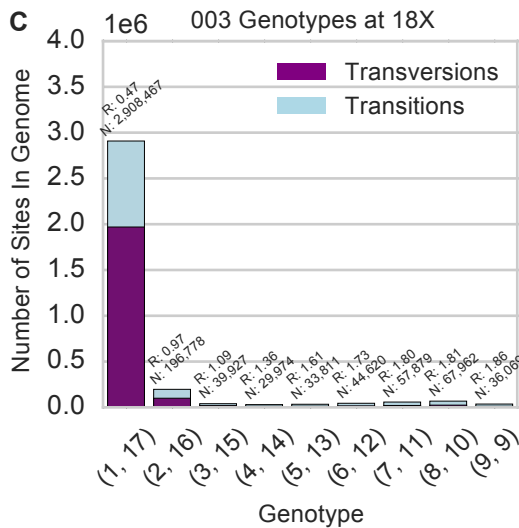 C
1e6
003 Genotypes at 18X
4.0
3.5
3.0
2.5
2.0
1.5
1.0
0.5
0.0
Number of Sites In Genome
Transversions
Transitions
R: 0.47
N: 2,908,467
R: 0.97
N: 196,778
R: 1.09
N: 39,927
R: 1.36
N: 29,974
R: 1.61
N: 33,811
R: 1.73
N: 44,620
R: 1.80
N: 57,879
R: 1.81
N: 67,962
R: 1.86
N: 36,069
(1, 17)
(2, 16)
(3, 15)
(4, 14)
(5, 13)
(6, 12)
(7, 11)
(8, 10)
(9, 9)
Genotype